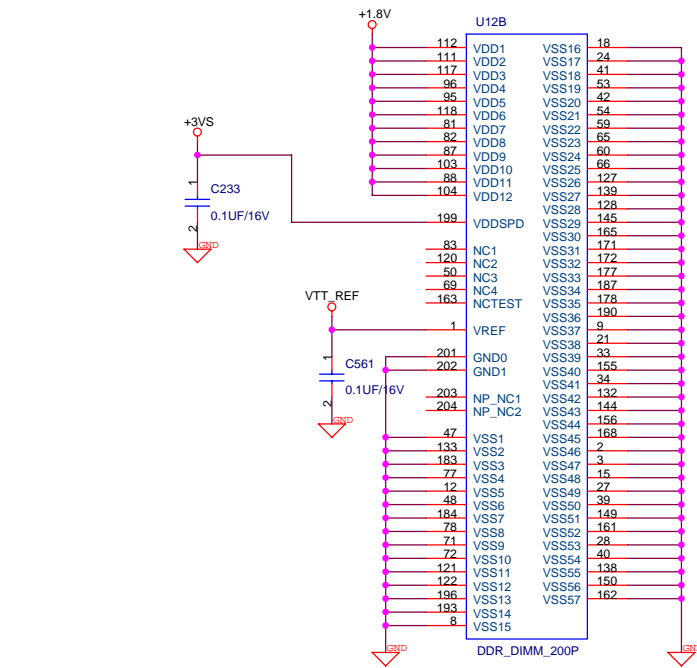 +1.8V
U12B
112 VDD1 VSS16 18
111 VDD2 VSS17 24
117 VDD3 VSS18 41
96 VDD4 VSS19 53
95 VDD5 VSS20 42
118 VDD6 VSS21 54
81 VDD7 VSS22 59
82 VDD8 VSS23 65
87 VDD9 VSS24 60
103 VDD10 VSS25 66
88 VDD11 VSS26 127
104 VDD12 VSS27 139
VSS28 128
199 VDDSPD VSS29 145
VSS30 165
83 NC1 VSS31 171
120 NC2 VSS32 172
50 NC3 VSS33 177
69 NC4 VSS34 187
163 NCTEST VSS35 178
VSS36 190
1 VREF VSS37 9
VSS38 21
201 GND0 VSS39 33
202 GND1 VSS40 155
VSS41 34
203 NP_NC1 VSS42 132
204 NP_NC2 VSS43 144
VSS44 156
47 VSS1 VSS45 168
133 VSS2 VSS46 2
183 VSS3 VSS47 3
77 VSS4 VSS48 15
12 VSS5 VSS49 27
48 VSS6 VSS50 39
184 VSS7 VSS51 149
78 VSS8 VSS52 161
71 VSS9 VSS53 28
72 VSS10 VSS54 40
121 VSS11 VSS55 138
122 VSS12 VSS56 150
196 VSS13 VSS57 162
193 VSS14
8 VSS15
DDR_DIMM_200P
+3VS
1
C233
0.1UF/16V
2
GND
VTT_REF
1
C561
0.1UF/16V
2
GND
GND
GN